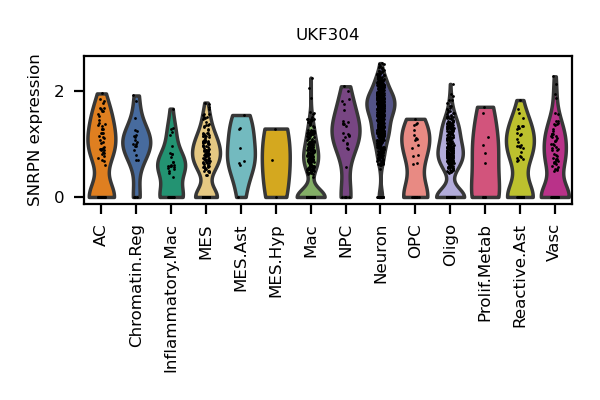 UKF304
SNRPN expression
2
0
AC
Chromatin.Reg
Inflammatory.Mac
MES
MES.Ast
MES.Hyp
Mac
NPC
Neuron
OPC
Oligo
Prolif.Metab
Reactive.Ast
Vasc